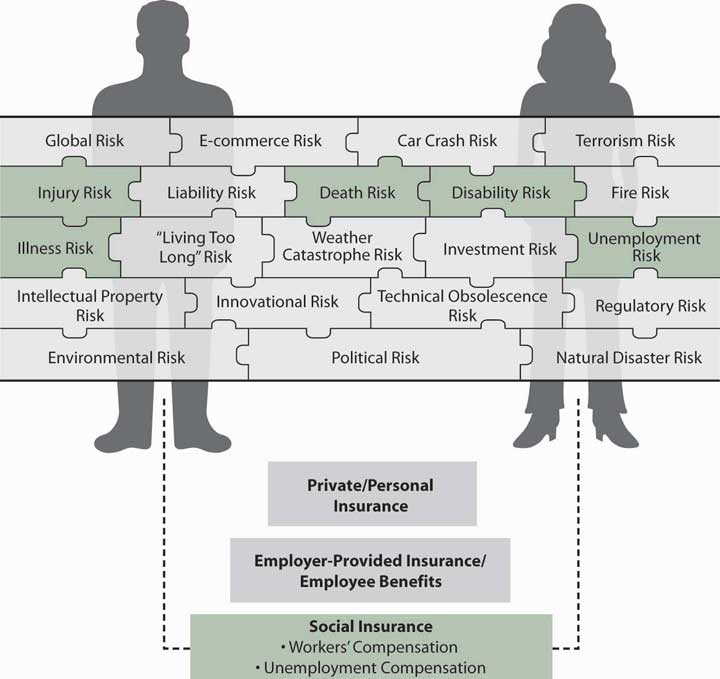 Global Risk
E-commerce Risk
Car Crash Risk
Terrorism Risk
Injury Risk
Liability Risk
Death Risk
Disability Risk
Fire Risk
Illness Risk
“Living Too
Long” Risk
Weather
Catastrophe Risk
Investment Risk
Unemployment
Risk
Intellectual Property
Risk
Innovational Risk
Technical Obsolescence
Risk
Regulatory Risk
Environmental Risk
Political Risk
Natural Disaster Risk
Private/Personal
Insurance
Employer-Provided Insurance/
Employee Benefits
Social Insurance
• Workers’ Compensation
• Unemployment Compensation